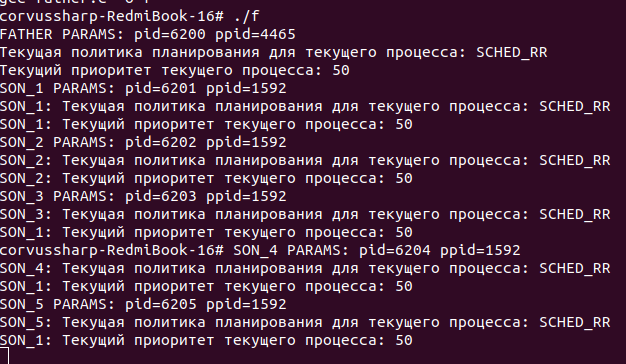 corvussharp-RedmiBook-16# ./f
FATHER PARAMS: pid=6200 ppid=4465
Текущая политика планирования для текущего процесса: SCHED_RR
Текущий приоритет текущего процесса: 50
SON_1 PARAMS: pid=6201 ppid=1592
SON_1: Текущая политика планирования для текущего процесса: SCHED_RR
SON_1: Текущий приоритет текущего процесса: 50
SON_2 PARAMS: pid=6202 ppid=1592
SON_2: Текущая политика планирования для текущего процесса: SCHED_RR
SON_2: Текущий приоритет текущего процесса: 50
SON_3 PARAMS: pid=6203 ppid=1592
SON_3: Текущая политика планирования для текущего процесса: SCHED_RR
SON_1: Текущий приоритет текущего процесса: 50
corvussharp-RedmiBook-16# SON_4 PARAMS: pid=6204 ppid=1592
SON_4: Текущая политика планирования для текущего процесса: SCHED_RR
SON_1: Текущий приоритет текущего процесса: 50
SON_5 PARAMS: pid=6205 ppid=1592
SON_5: Текущая политика планирования для текущего процесса: SCHED_RR
SON_1: Текущий приоритет текущего процесса: 50